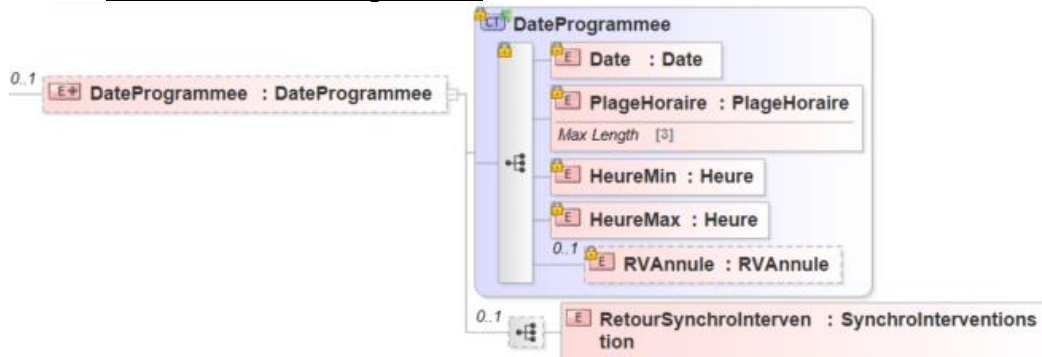 CT DateProgrammee
E Date : Date
0..1
E DateProgrammee : DateProgrammee
E PlageHoraire : PlageHoraire
Max Length [3]
E HeureMin : Heure
E HeureMax : Heure
0..1
E RVAnnule : RVAnnule
0..1
E RetourSynchroInterven : SynchroInterventions
tion